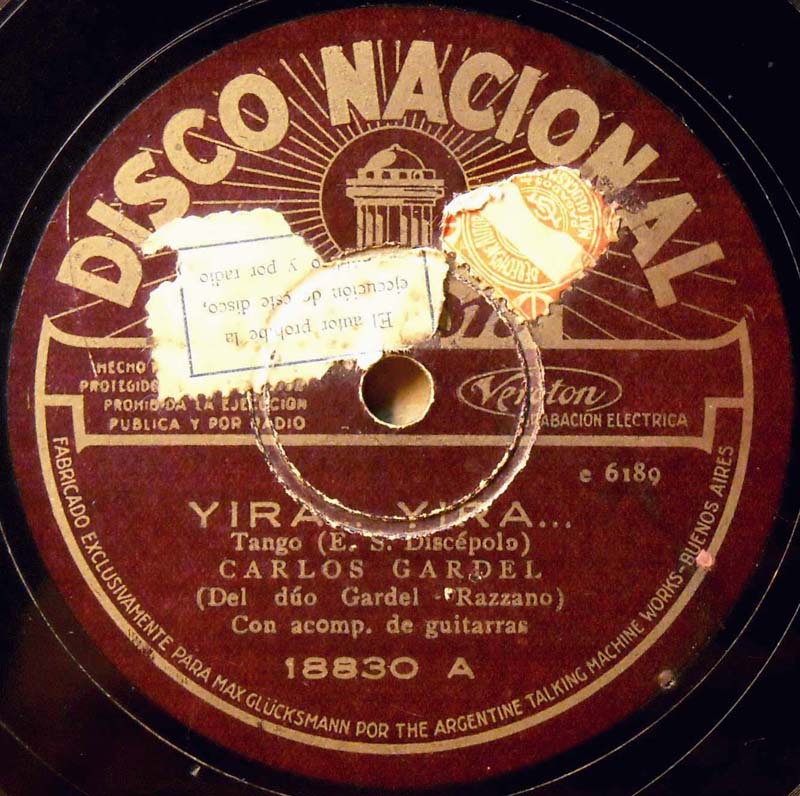 DISCO NACIONAL
El autor prohibe la
ejecución de este disco,
y por radio
HECHO
PROTEGIDO
PROHIBIDA LA EJECUCION
PUBLICA Y POR RADIO
Veroton
GRABACION ELECTRICA
e 6189
YIRA... YIRA...
Tango (E. S. Discépolo)
CARLOS GARDEL
(Del dúo Gardel - Razzano)
Con acomp. de guitarras
18830 A
FABRICADO EXCLUSIVAMENTE PARA MAX GLÜCKSMANN POR THE ARGENTINE TALKING MACHINE WORKS-BUENOS AIRES